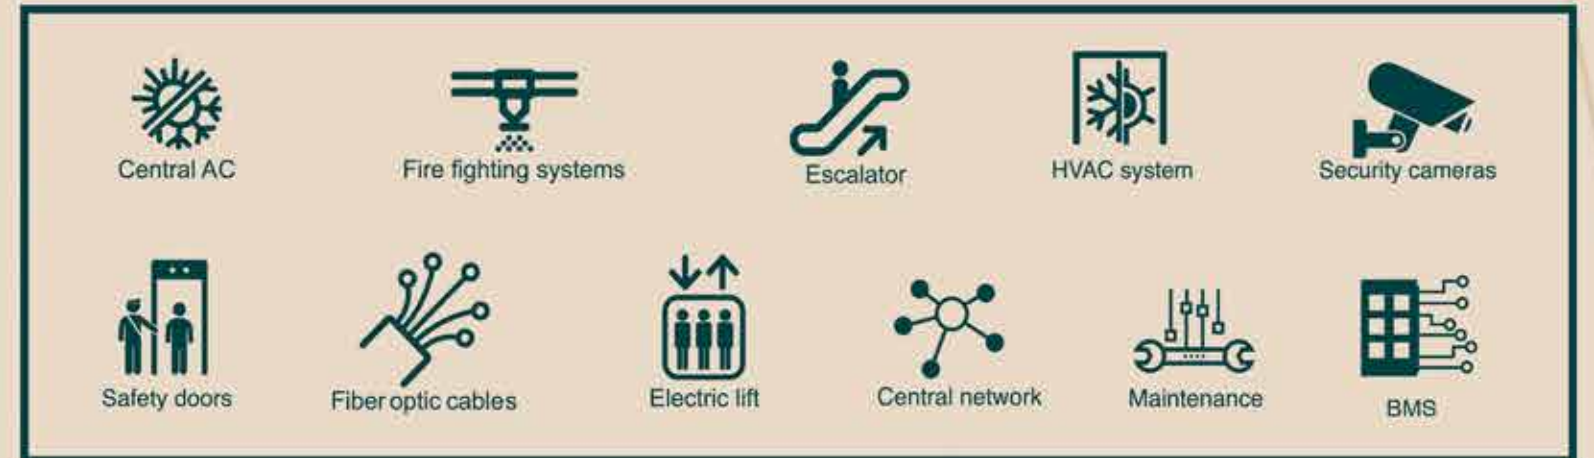 Central AC
Fire fighting systems
Escalator
HVAC system
Security cameras
Safety doors
Fiber optic cables
Electric lift
Central network
Maintenance
BMS